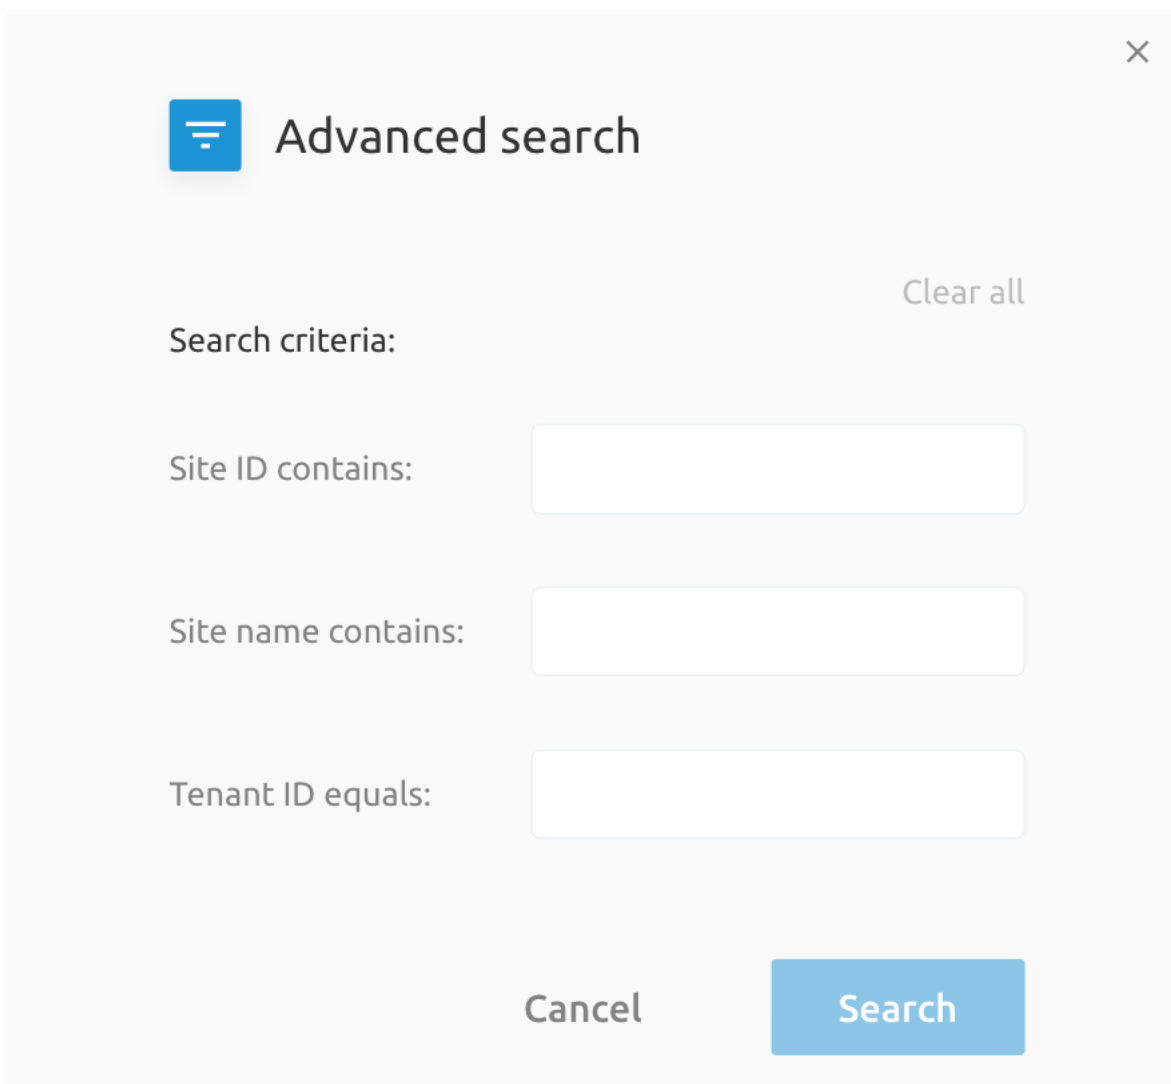 Advanced search
Clear all
Search criteria:
Site ID contains:
Site name contains:
Tenant ID equals:
Cancel
Search